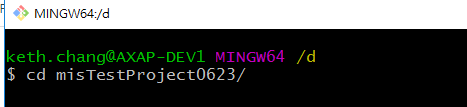 MINGW64:/d
keth.chang@AXAP-DEV1 MINGW64 /d
$ cd misTestProject0623/